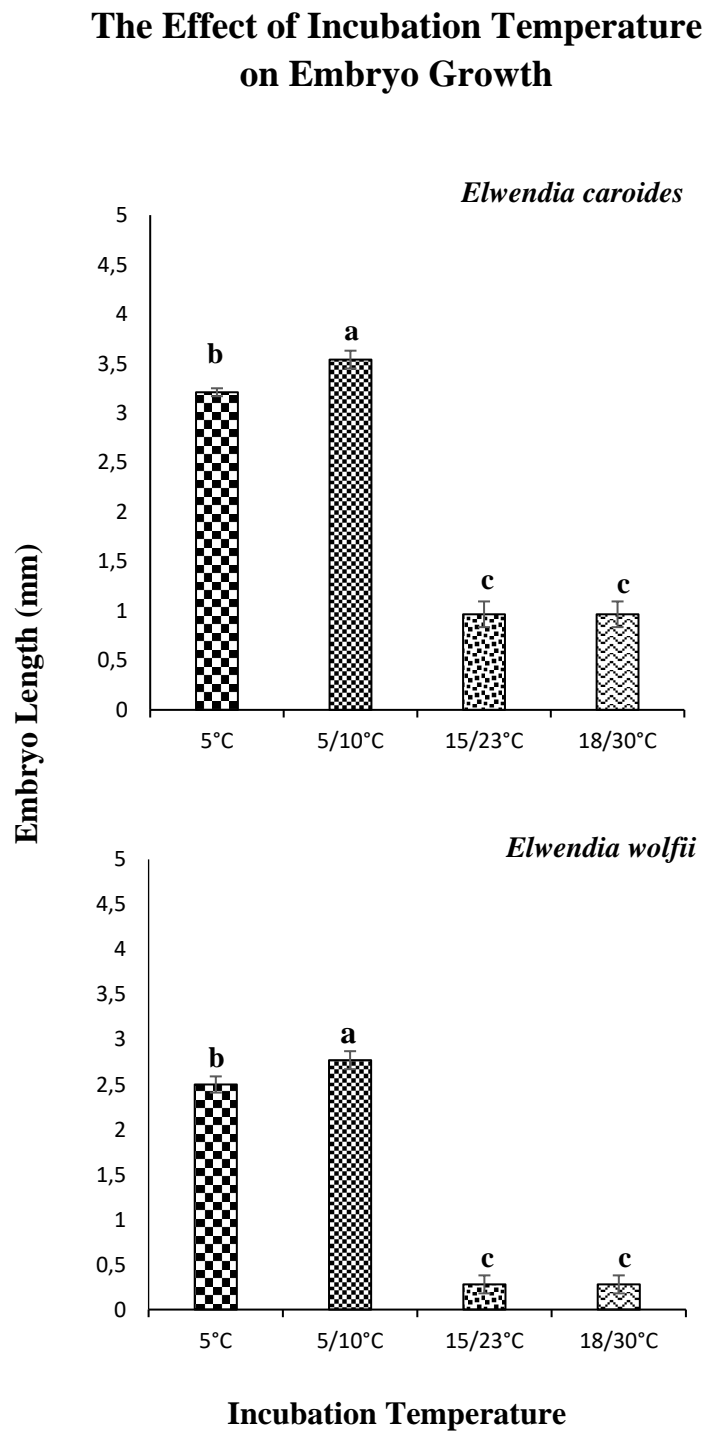 The Effect of Incubation Temperature
on Embryo Growth
Elwendia caroides
5
4,5
4
3,5
3
2,5
2
1,5
1
0,5
0
b
a
c
c
5°C 5/10°C 15/23°C 18/30°C
Embryo Length (mm)
Elwendia wolfii
5
4,5
4
3,5
3
2,5
2
1,5
1
0,5
0
b
a
c
c
5°C 5/10°C 15/23°C 18/30°C
Incubation Temperature